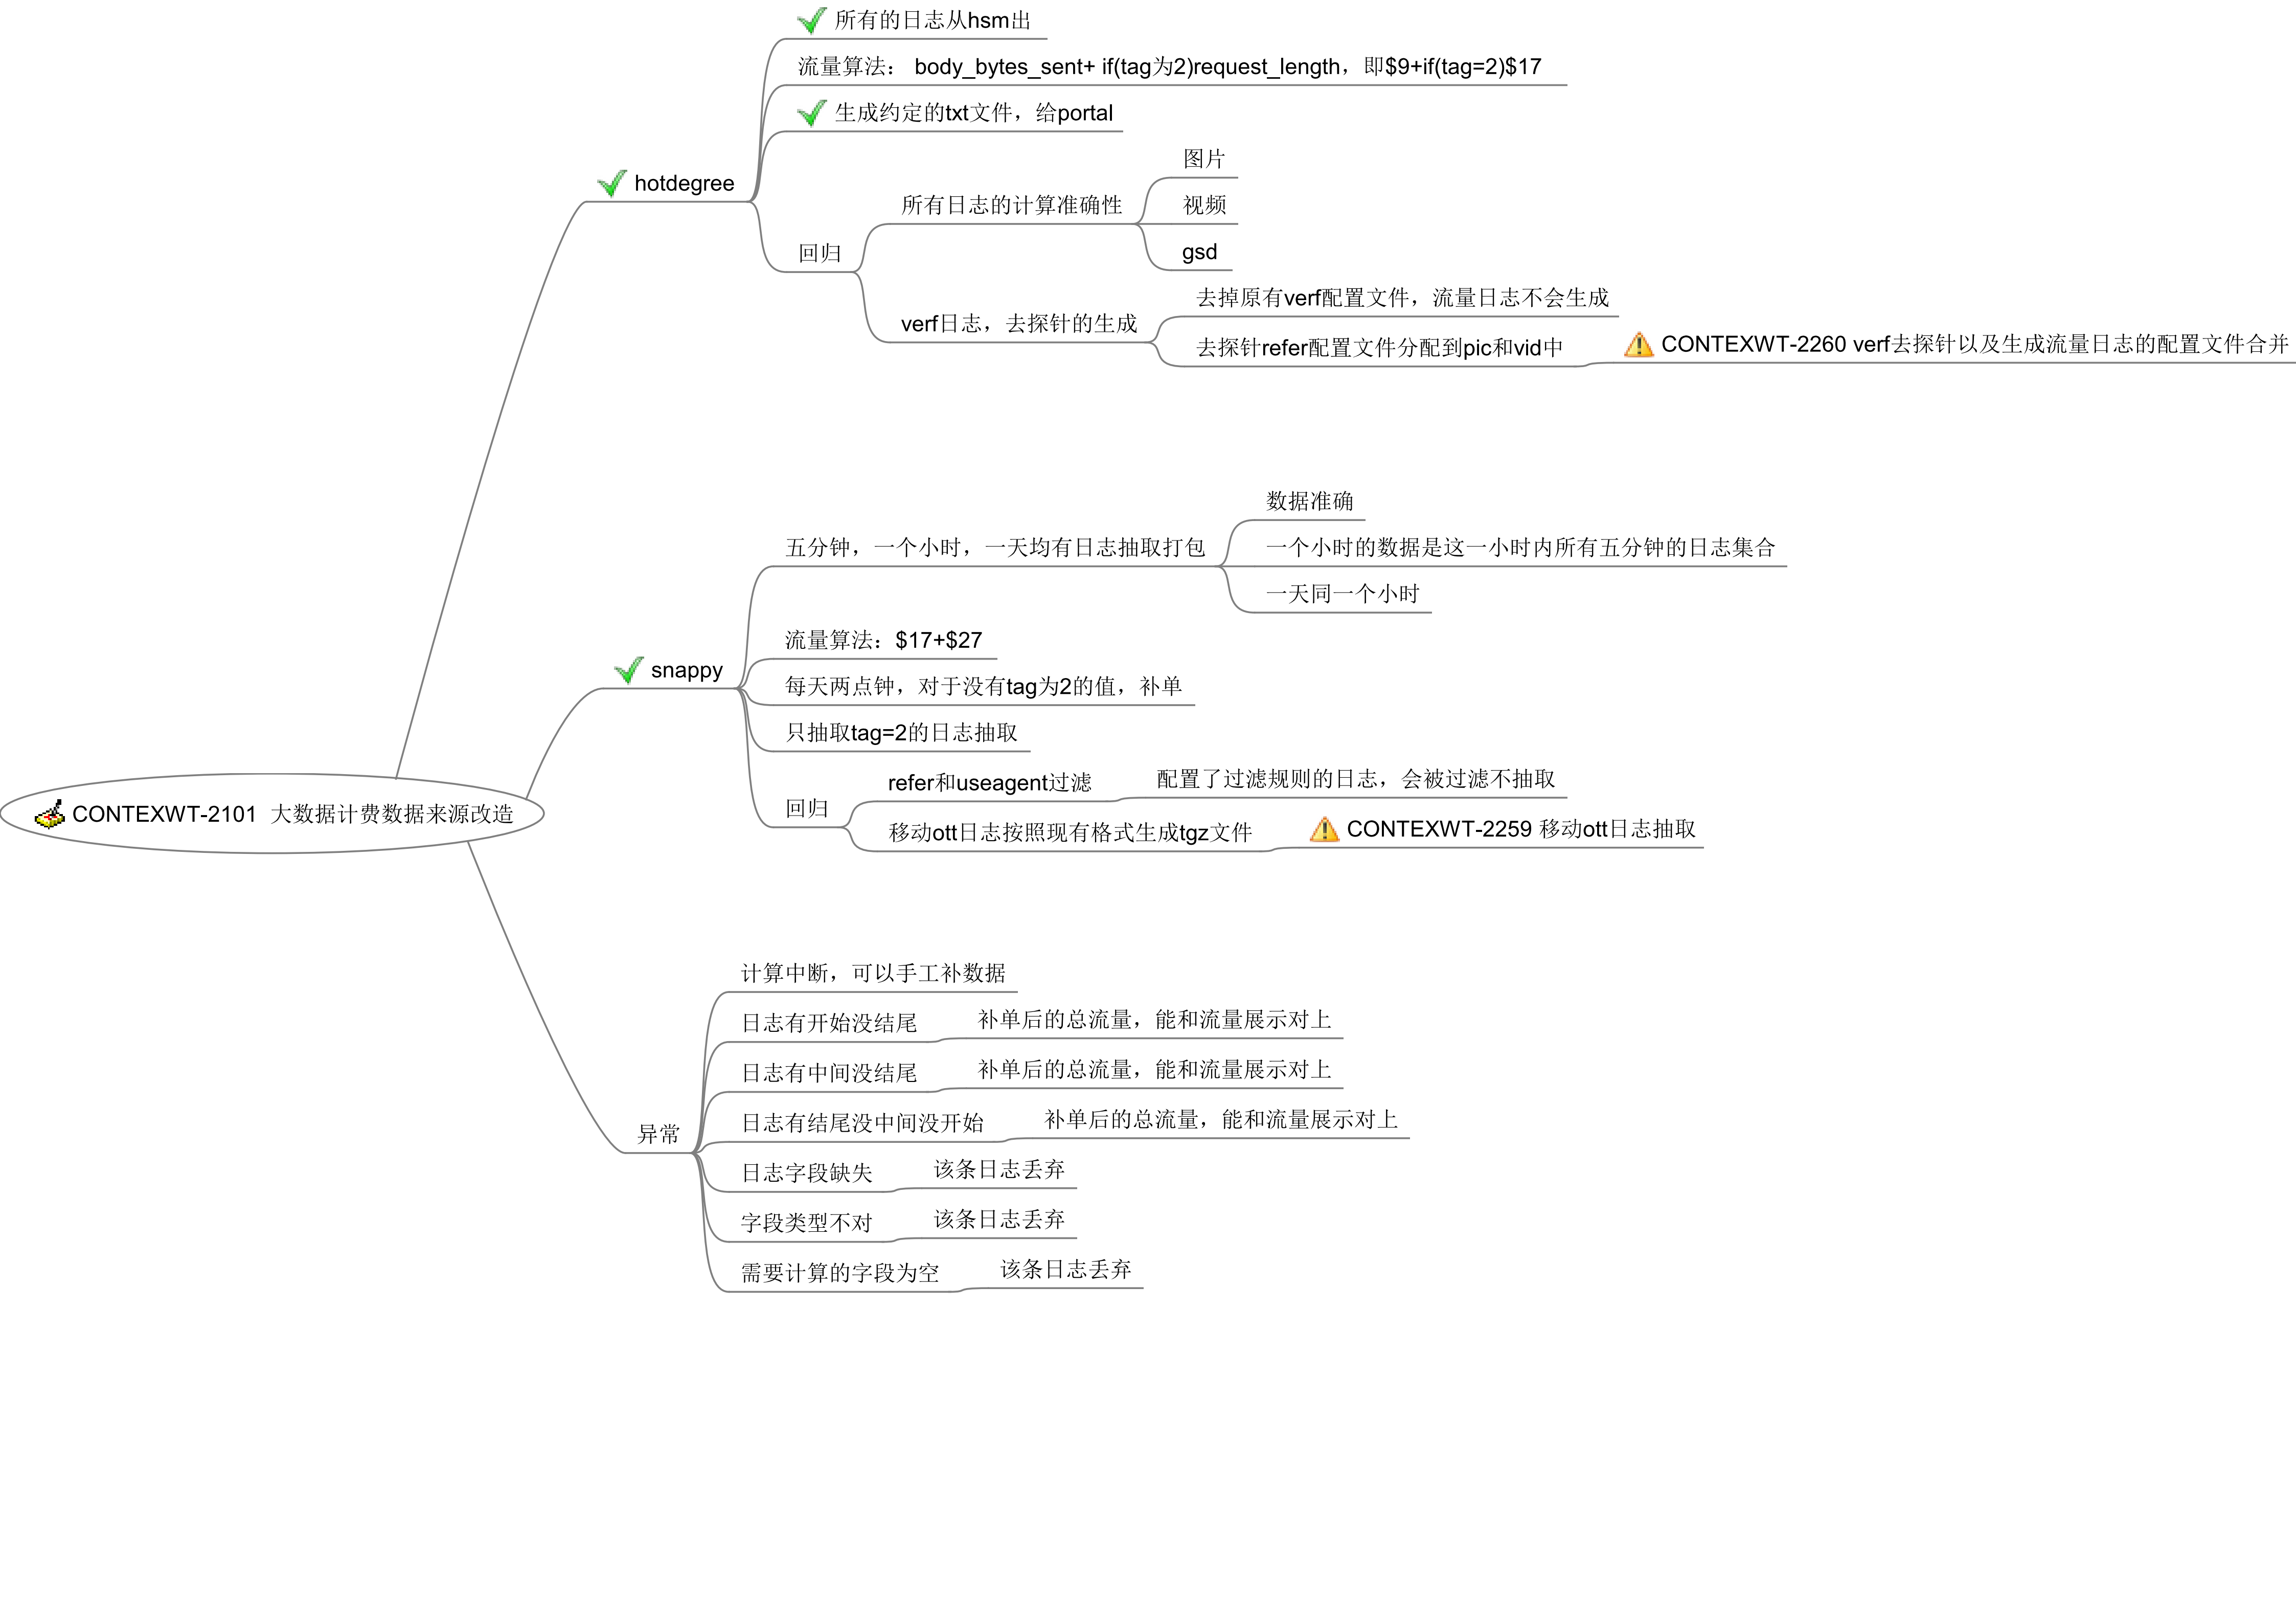 所有的日志从hsm出
流量算法： body_bytes_sent+ if(tag为2)request_length，即$9+if(tag=2)$17
生成约定的txt文件，给portal
图片
hotdegree
所有日志的计算准确性
视频
回归
gsd
去掉原有verf配置文件，流量日志不会生成
verf日志，去探针的生成
去探针refer配置文件分配到pic和vid中
CONTEXWT-2260 verf去探针以及生成流量日志的配置文件合并
数据准确
五分钟，一个小时，一天均有日志抽取打包
一个小时的数据是这一小时内所有五分钟的日志集合
一天同一个小时
流量算法：$17+$27
snappy
每天两点钟，对于没有tag为2的值，补单
只抽取tag=2的日志抽取
refer和useagent过滤
配置了过滤规则的日志，会被过滤不抽取
回归
CONTEXWT-2101  大数据计费数据来源改造
移动ott日志按照现有格式生成tgz文件
CONTEXWT-2259 移动ott日志抽取
计算中断，可以手工补数据
日志有开始没结尾
补单后的总流量，能和流量展示对上
日志有中间没结尾
补单后的总流量，能和流量展示对上
异常
日志有结尾没中间没开始
补单后的总流量，能和流量展示对上
日志字段缺失
该条日志丢弃
字段类型不对
该条日志丢弃
需要计算的字段为空
该条日志丢弃